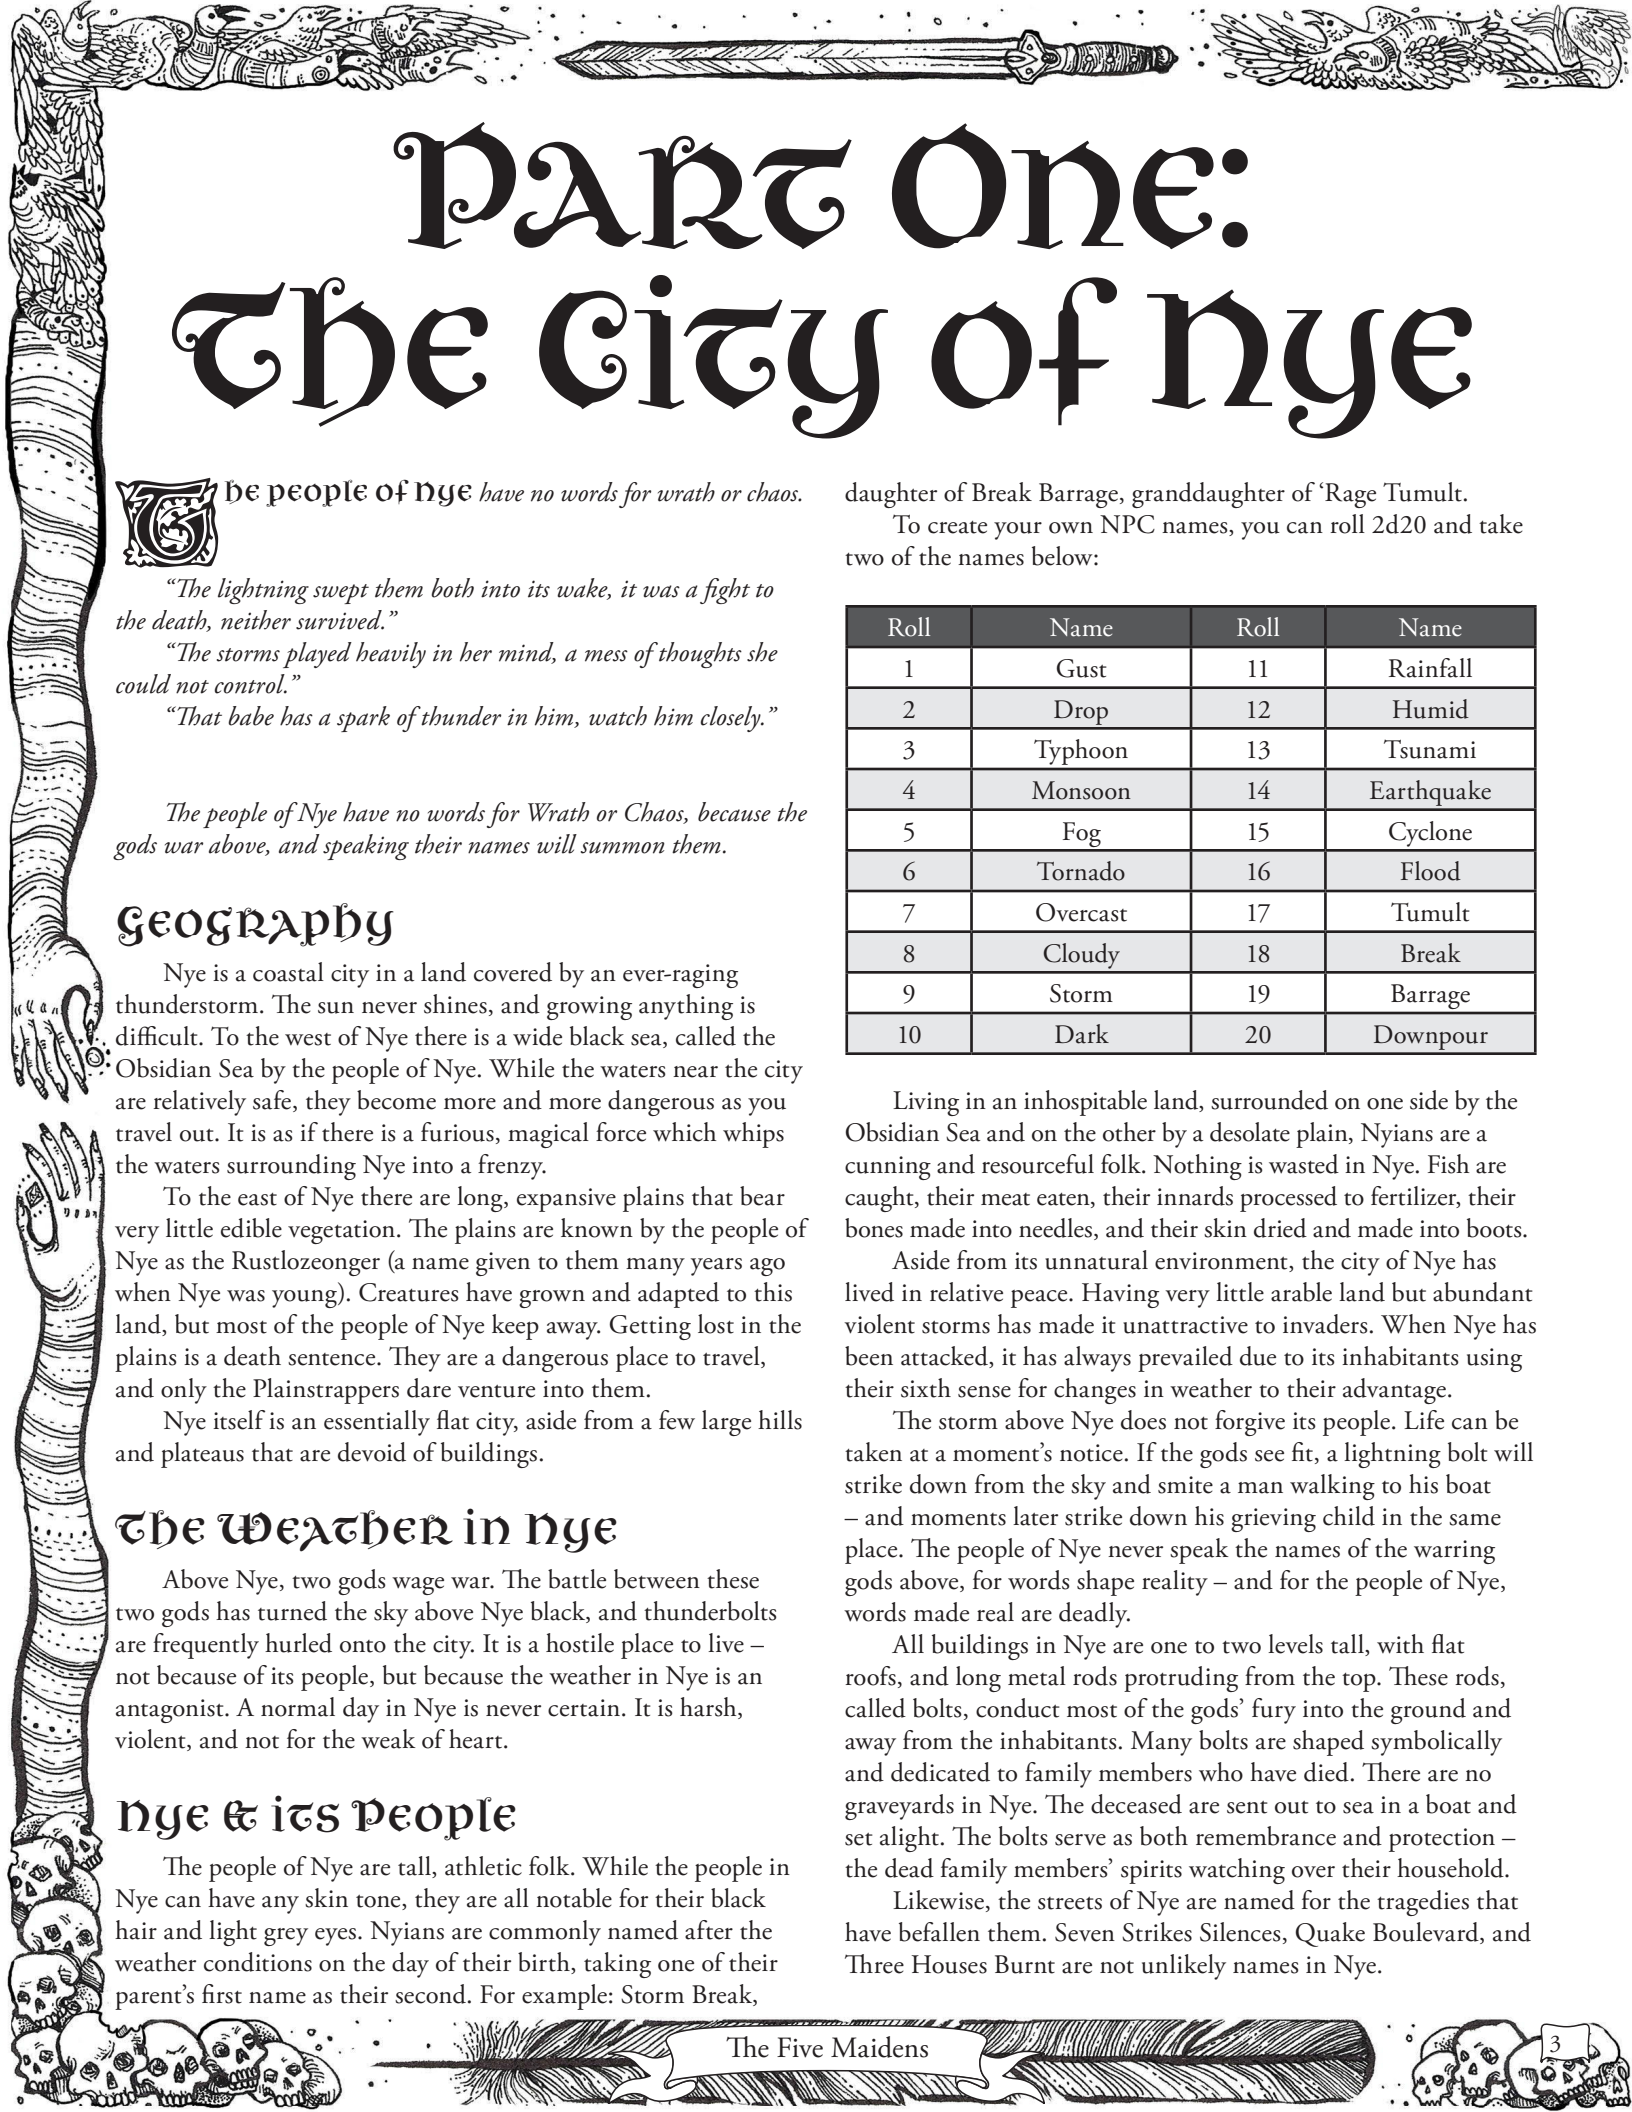 Part One:
The City of Nye
The people of Nye have no words for wrath or chaos.
“The lightning swept them both into its wake, it was a fight to
the death, neither survived.”
“The storms played heavily in her mind, a mess of thoughts she
could not control.”
“That babe has a spark of thunder in him, watch him closely.”
The people of Nye have no words for Wrath or Chaos, because the
gods war above, and speaking their names will summon them.
Geography
Nye is a coastal city in a land covered by an ever-raging
thunderstorm. The sun never shines, and growing anything is
difficult. To the west of Nye there is a wide black sea, called the
Obsidian Sea by the people of Nye. While the waters near the city
are relatively safe, they become more and more dangerous as you
travel out. It is as if there is a furious, magical force which whips
the waters surrounding Nye into a frenzy.
To the east of Nye there are long, expansive plains that bear
very little edible vegetation. The plains are known by the people of
Nye as the Rustlozeonger (a name given to them many years ago
when Nye was young). Creatures have grown and adapted to this
land, but most of the people of Nye keep away. Getting lost in the
plains is a death sentence. They are a dangerous place to travel,
and only the Plainstrappers dare venture into them.
Nye itself is an essentially flat city, aside from a few large hills
and plateaus that are devoid of buildings.
The Weather in Nye
Above Nye, two gods wage war. The battle between these
two gods has turned the sky above Nye black, and thunderbolts
are frequently hurled onto the city. It is a hostile place to live –
not because of its people, but because the weather in Nye is an
antagonist. A normal day in Nye is never certain. It is harsh,
violent, and not for the weak of heart.
Nye & its People
The people of Nye are tall, athletic folk. While the people in
Nye can have any skin tone, they are all notable for their black
hair and light grey eyes. Nyians are commonly named after the
weather conditions on the day of their birth, taking one of their
parent’s first name as their second. For example: Storm Break,
daughter of Break Barrage, granddaughter of ‘Rage Tumult.
To create your own NPC names, you can roll 2d20 and take
two of the names below:
Roll Name Roll Name
1 Gust 11 Rainfall
2 Drop 12 Humid
3 Typhoon 13 Tsunami
4 Monsoon 14 Earthquake
5 Fog 15 Cyclone
6 Tornado 16 Flood
7 Overcast 17 Tumult
8 Cloudy 18 Break
9 Storm 19 Barrage
10 Dark 20 Downpour
Living in an inhospitable land, surrounded on one side by the
Obsidian Sea and on the other by a desolate plain, Nyians are a
cunning and resourceful folk. Nothing is wasted in Nye. Fish are
caught, their meat eaten, their innards processed to fertilizer, their
bones made into needles, and their skin dried and made into boots.
Aside from its unnatural environment, the city of Nye has
lived in relative peace. Having very little arable land but abundant
violent storms has made it unattractive to invaders. When Nye has
been attacked, it has always prevailed due to its inhabitants using
their sixth sense for changes in weather to their advantage.
The storm above Nye does not forgive its people. Life can be
taken at a moment’s notice. If the gods see fit, a lightning bolt will
strike down from the sky and smite a man walking to his boat
– and moments later strike down his grieving child in the same
place. The people of Nye never speak the names of the warring
gods above, for words shape reality – and for the people of Nye,
words made real are deadly.
All buildings in Nye are one to two levels tall, with flat
roofs, and long metal rods protruding from the top. These rods,
called bolts, conduct most of the gods’ fury into the ground and
away from the inhabitants. Many bolts are shaped symbolically
and dedicated to family members who have died. There are no
graveyards in Nye. The deceased are sent out to sea in a boat and
set alight. The bolts serve as both remembrance and protection –
the dead family members’ spirits watching over their household.
Likewise, the streets of Nye are named for the tragedies that
have befallen them. Seven Strikes Silences, Quake Boulevard, and
Three Houses Burnt are not unlikely names in Nye.
The Five Maidens
3